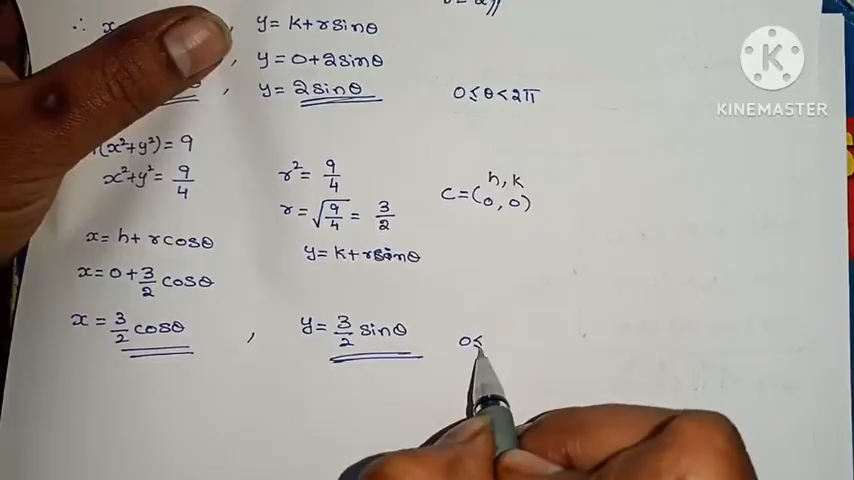 ∴ x , y = k + r sinθ
, y = 0 + 2 sinθ
, y = 2 sinθ 0 ≤ θ < 2π
(x² + y²) = 9
x² + y² = 9/4 r² = 9/4
C = (h, k
(0, 0)
r = √(9/4) = 3/2
x = h + r cosθ y = k + r sinθ
x = 0 + 3/2 cosθ
x = 3/2 cosθ , y = 3/2 sinθ 0 ≤
K
KINEMASTER